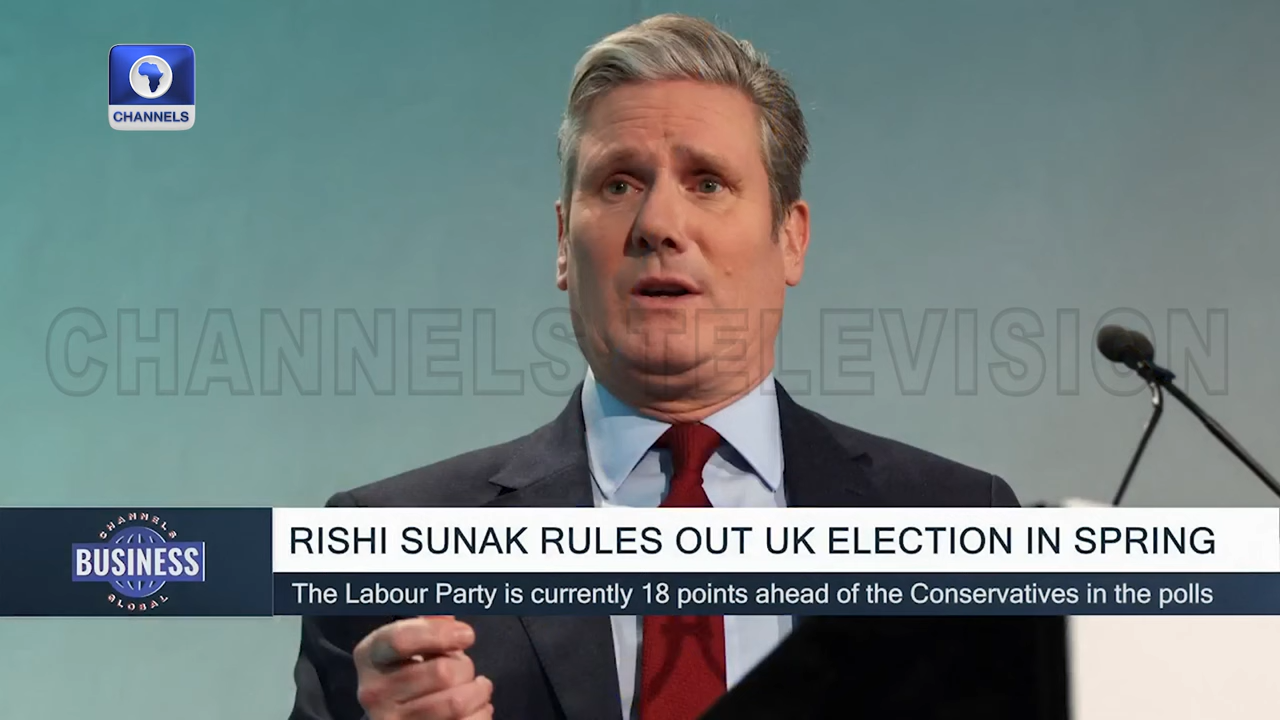 CHANNELS
CHANNELS TELEVISION
CHANNELS
BUSINESS
GLOBAL
RISHI SUNAK RULES OUT UK ELECTION IN SPRING
The Labour Party is currently 18 points ahead of the Conservatives in the polls